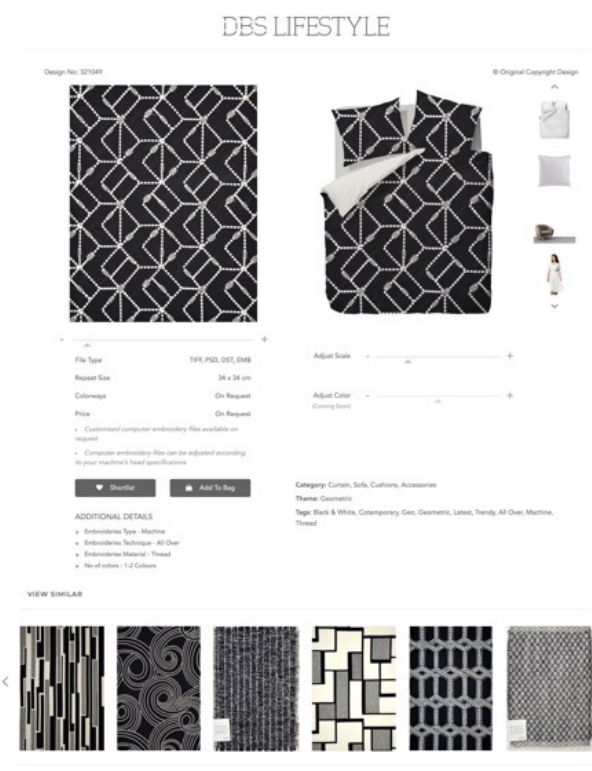 DBS LIFESTYLE
Design No: 321049
© Original Copyright Design
- +
File Type TIFF, PSD, DST, EMB
Repeat Size 34 x 34 cm
Colorways On Request
Price On Request
• Customised computer embroidery files available on
request
• Computer embroidery files can be adjusted according
to your machine's head specifications
Shortlist Add To Bag
ADDITIONAL DETAILS
• Embroideries Type - Machine
• Embroideries Technique - All Over
• Embroideries Material - Thread
• No of colors - 1-2 Colours
Adjust Scale - +
Adjust Color - +
(Coming Soon)
Category: Curtain, Sofa, Cushions, Accessories
Theme: Geometric
Tags: Black & White, Cotemporary, Geo, Geometric, Latest, Trendy, All Over, Machine,
Thread
VIEW SIMILAR